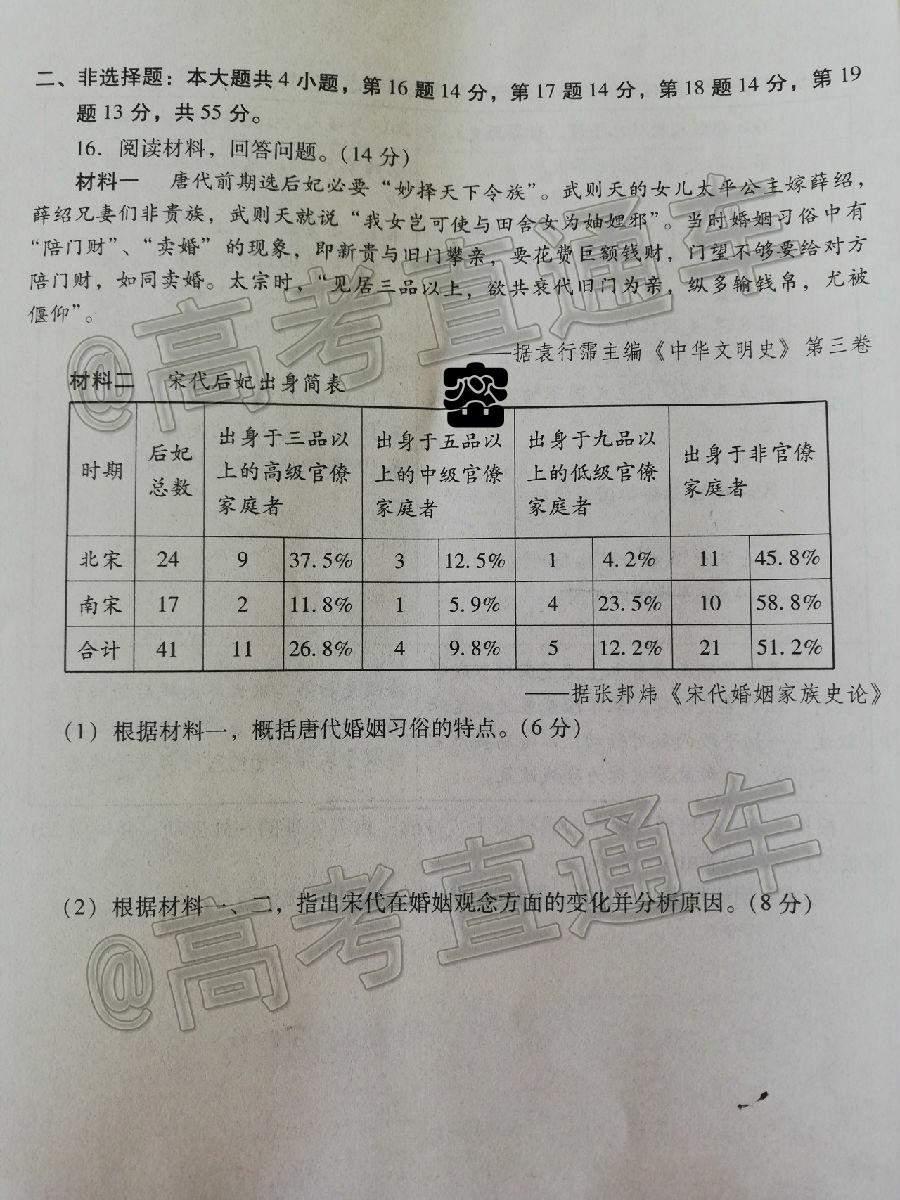 二、非选择题：本大题共4小题，第16题14分，第17题14分，第18题14分，第19
题13分，共55分。
16. 阅读材料，回答问题。(14分)
材料一 唐代前期选后妃必要“妙择天下令族”。武则天的女儿太平公主嫁薛绍，
薛绍兄妻们非贵族，武则天就说“我女岂可使与田舍女为妯娌邪”。当时婚姻习俗中有
“陪门财”、“卖婚”的现象，即新贵与旧门攀亲，要花费巨额钱财，门望不够要给对方
陪门财，如同卖婚。太宗时，“见居三品以上，欲共衰代旧门为亲，纵多输钱帛，尤被
偃仰”。
——据袁行霈主编《中华文明史》第三卷
密
材料二 宋代后妃出身简表
时期 后妃总数 出身于三品以上的高级官僚家庭者 出身于五品以上的中级官僚家庭者 出身于九品以上的低级官僚家庭者 出身于非官僚家庭者
北宋 24 9 37.5% 3 12.5% 1 4.2% 11 45.8%
南宋 17 2 11.8% 1 5.9% 4 23.5% 10 58.8%
合计 41 11 26.8% 4 9.8% 5 12.2% 21 51.2%
——据张邦炜《宋代婚姻家族史论》
(1) 根据材料一，概括唐代婚姻习俗的特点。(6分)
(2) 根据材料一、二，指出宋代在婚姻观念方面的变化并分析原因。(8分)
@高考直通车
@高考直通车